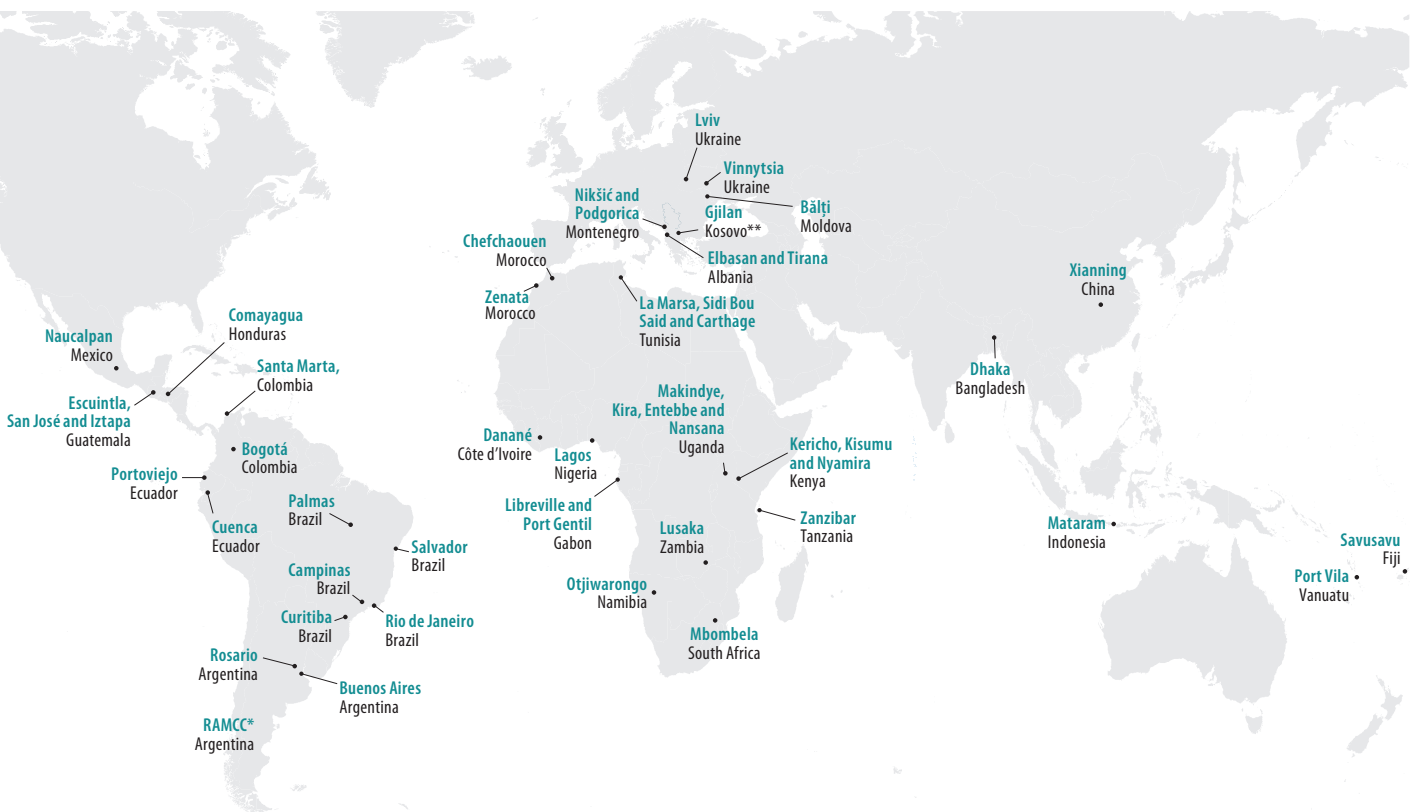 Lviv
Ukraine
Vinnytsia
Ukraine
Nikšić and
Podgorica
Montenegro
Gjilan
Kosovo**
Bălți
Moldova
Chefchaouen
Morocco
Elbasan and Tirana
Albania
Xianning
China
Zenata
Morocco
La Marsa, Sidi Bou
Said and Carthage
Tunisia
Comayagua
Honduras
Naucalpan
Mexico
Santa Marta,
Colombia
Dhaka
Bangladesh
Escuintla,
San José and Iztapa
Guatemala
Makindye,
Kira, Entebbe and
Nansana
Uganda
Danané
Côte d’Ivoire
Lagos
Nigeria
Kericho, Kisumu
and Nyamira
Kenya
Bogotá
Colombia
Portoviejo
Ecuador
Palmas
Brazil
Libreville and
Port Gentil
Gabon
Zanzibar
Tanzania
Cuenca
Ecuador
Lusaka
Zambia
Mataram
Indonesia
Salvador
Brazil
Savusavu
Fiji
Campinas
Brazil
Otjiwarongo
Namibia
Port Vila
Vanuatu
Curitiba
Brazil
Rio de Janeiro
Brazil
Mbombela
South Africa
Rosario
Argentina
Buenos Aires
Argentina
RAMCC*
Argentina